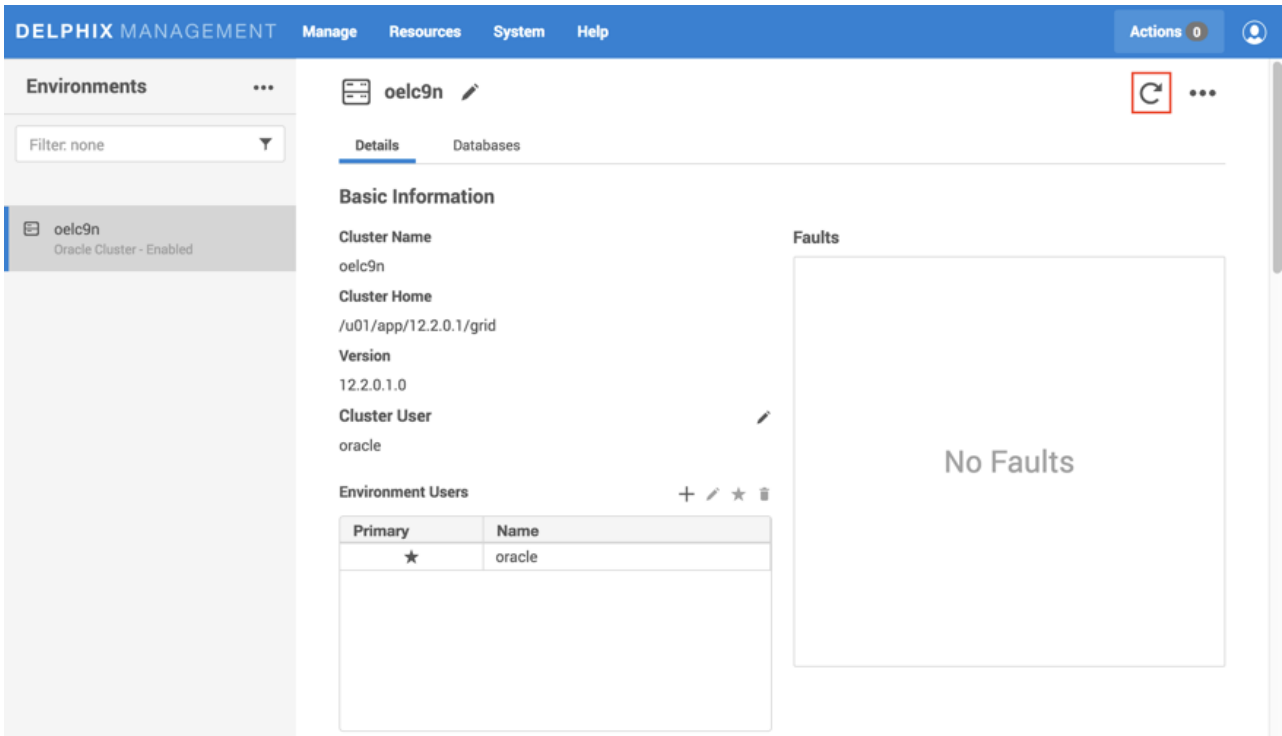 DELPHIX MANAGEMENT Manage Resources System Help Actions 0
Environments
Filter: none
oelc9n
Oracle Cluster - Enabled
oelc9n
Details Databases
Basic Information
Cluster Name
oelc9n
Cluster Home
/u01/app/12.2.0.1/grid
Version
12.2.0.1.0
Cluster User
oracle
Environment Users
Primary Name
oracle
Faults
No Faults